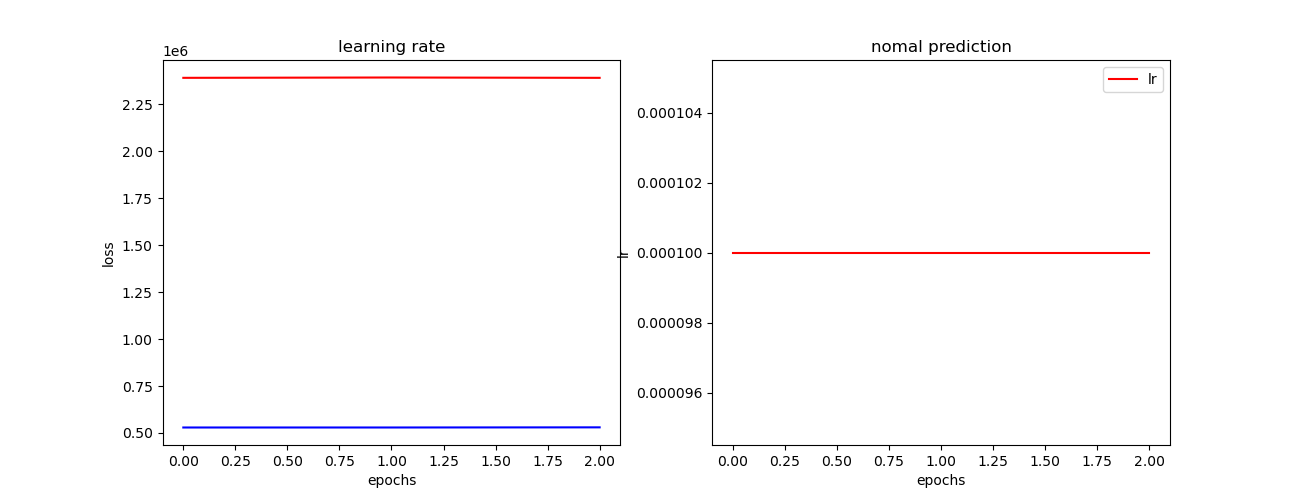 learning rate
1e6
2.25
2.00
1.75
1.50
1.25
1.00
0.75
0.50
loss
0.00 0.25 0.50 0.75 1.00 1.25 1.50 1.75 2.00
epochs
nomal prediction
lr
0.000104
0.000102
0.000100
0.000098
0.000096
lr
0.00 0.25 0.50 0.75 1.00 1.25 1.50 1.75 2.00
epochs